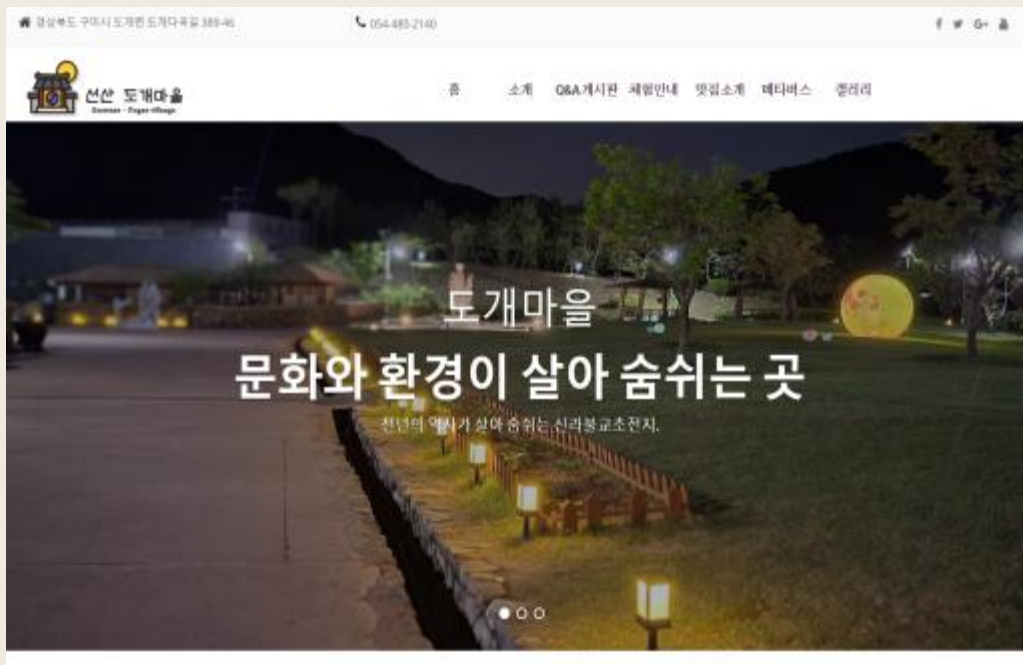 경상북도 구미시 도개면 도개다곡길 389-46
054-480-2140
선산 도개마을
홈 소개 Q&A게시판 체험안내 맛집소개 메타버스 갤러리
도개마을
문화와 환경이 살아 숨쉬는 곳
천년의 역사가 살아 숨쉬는 신라불교초전지.